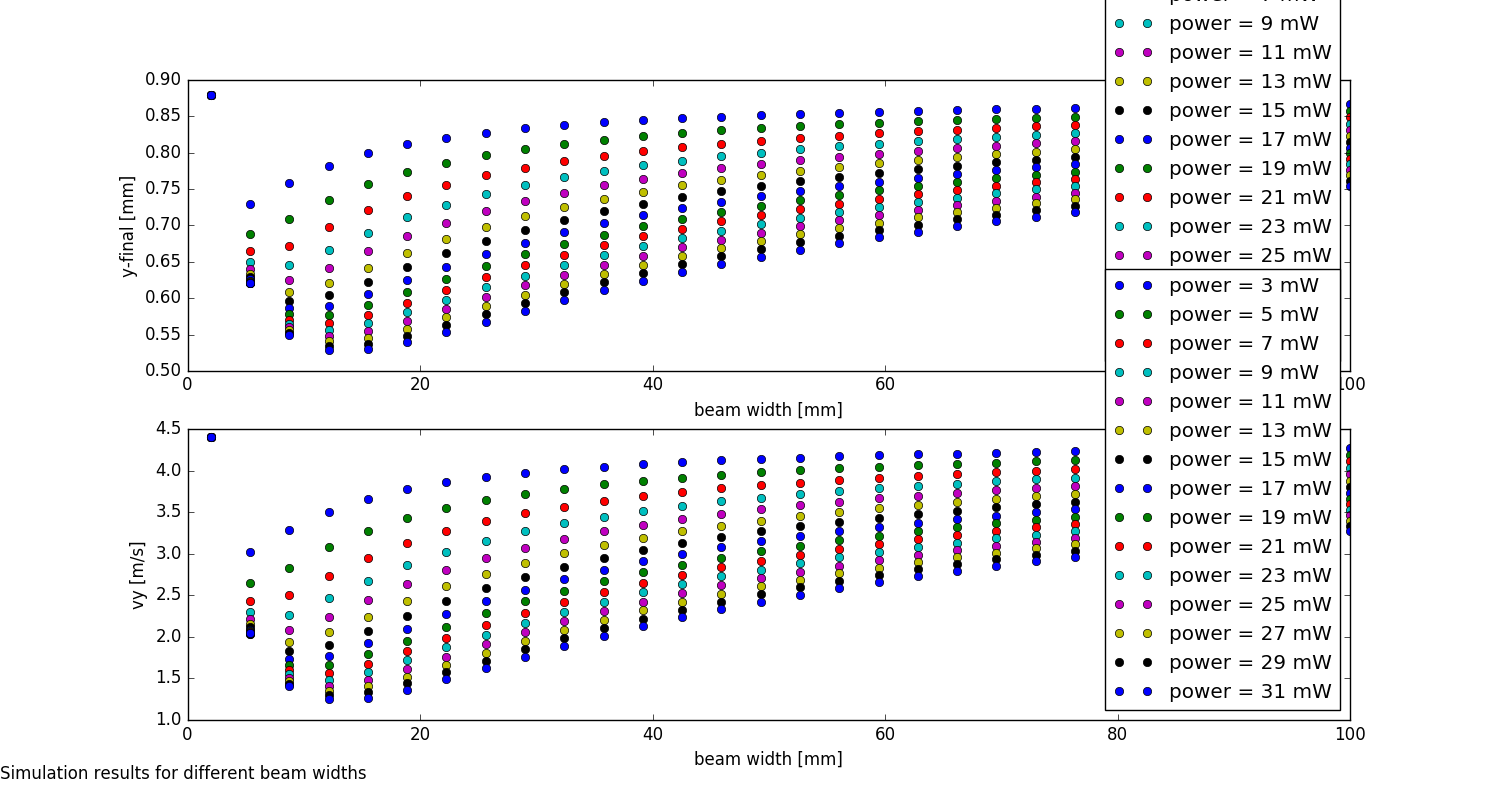 power = 9 mW
power = 11 mW
power = 13 mW
power = 15 mW
power = 17 mW
power = 19 mW
power = 21 mW
power = 23 mW
power = 25 mW
0.90
0.85
0.80
0.75
0.70
0.65
0.60
0.55
0.50
y-final [mm]
0 20 40 60 00
beam width [mm]
power = 3 mW
power = 5 mW
power = 7 mW
power = 9 mW
power = 11 mW
power = 13 mW
power = 15 mW
power = 17 mW
power = 19 mW
power = 21 mW
power = 23 mW
power = 25 mW
power = 27 mW
power = 29 mW
power = 31 mW
4.5
4.0
3.5
3.0
2.5
2.0
1.5
1.0
vy [m/s]
0 20 40 60 80 100
beam width [mm]
Simulation results for different beam widths